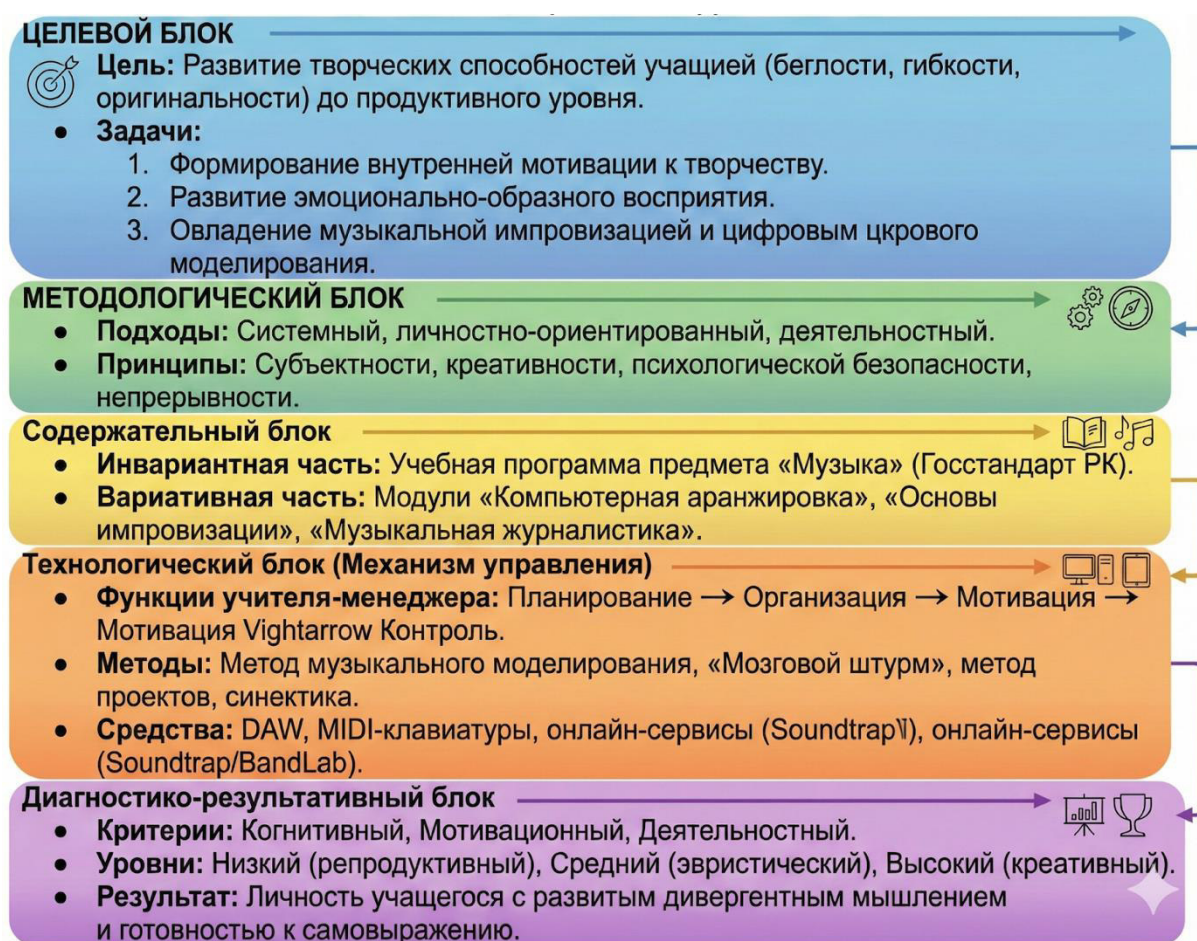 ЦЕЛЕВОЙ БЛОК
Цель: Развитие творческих способностей учащией (беглости, гибкости,
оригинальности) до продуктивного уровня.
• Задачи:
1. Формирование внутренней мотивации к творчеству.
2. Развитие эмоционально-образного восприятия.
3. Овладение музыкальной импровизацией и цифровым цкрового
моделирования.
МЕТОДОЛОГИЧЕСКИЙ БЛОК
• Подходы: Системный, личностно-ориентированный, деятельностный.
• Принципы: Субъектности, креативности, психологической безопасности,
непрерывности.
Содержательный блок
• Инвариантная часть: Учебная программа предмета «Музыка» (Госстандарт РК).
• Вариативная часть: Модули «Компьютерная аранжировка», «Основы
импровизации», «Музыкальная журналистика».
Технологический блок (Механизм управления)
• Функции учителя-менеджера: Планирование → Организация → Мотивация →
Мотивация Vightarrow Контроль.
• Методы: Метод музыкального моделирования, «Мозговой штурм», метод
проектов, синектика.
• Средства: DAW, MIDI-клавиатуры, онлайн-сервисы (Soundtrap\), онлайн-сервисы
(Soundtrap/BandLab).
Диагностико-результативный блок
• Критерии: Когнитивный, Мотивационный, Деятельностный.
• Уровни: Низкий (репродуктивный), Средний (эвристический), Высокий (креативный).
• Результат: Личность учащегося с развитым дивергентным мышлением
и готовностью к самовыражению.